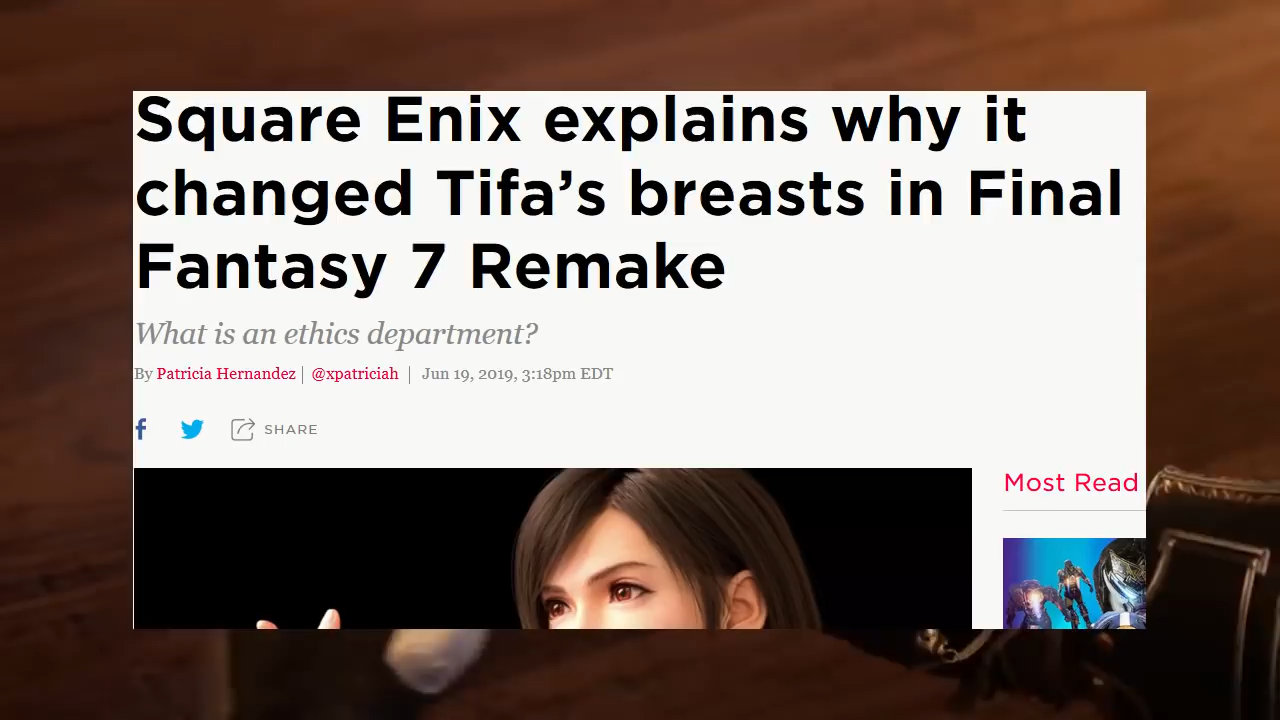 Square Enix explains why it
changed Tifa’s breasts in Final
Fantasy 7 Remake
What is an ethics department?
By Patricia Hernandez | @xpatriciah | Jun 19, 2019, 3:18pm EDT
SHARE
Most Read